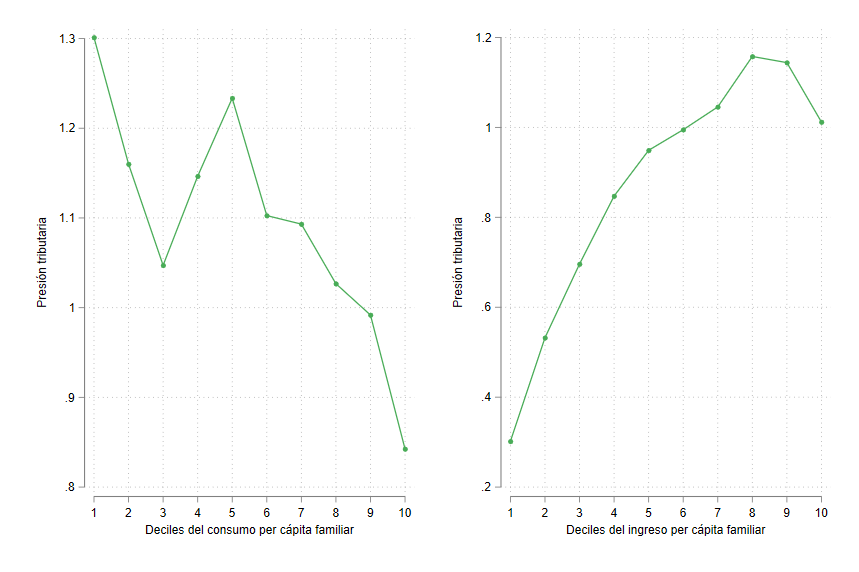 1.3
1.2
1.1
1
.9
.8
Presión tributaria
1 2 3 4 5 6 7 8 9 10
Deciles del consumo per cápita familiar
1.2
1
.8
.6
.4
.2
Presión tributaria
1 2 3 4 5 6 7 8 9 10
Deciles del ingreso per cápita familiar